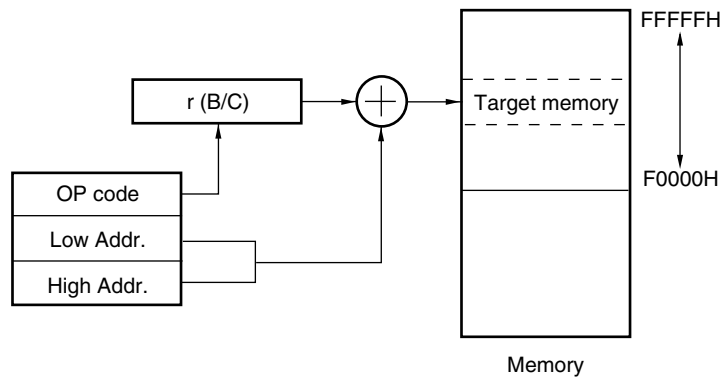 FFFFFH
r (B/C)
Target memory
OP code
F0000H
Low Addr.
High Addr.
Memory